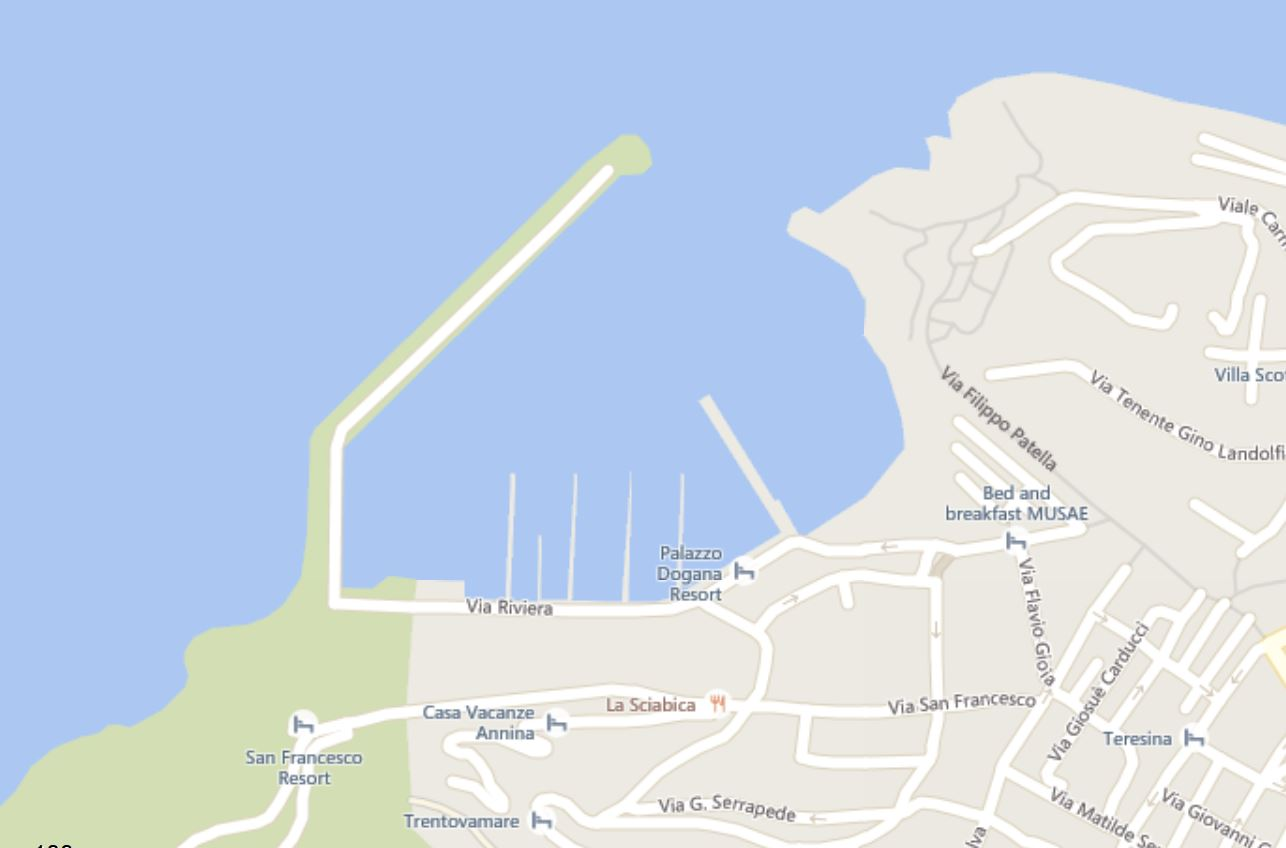 Viale Carm
Villa Sco
Via Filippo Patella
Via Tenente Gino Landolfi
Bed and
breakfast MUSAE
Palazzo
Dogana
Resort
Via Riviera
Via Flavio Gioia
Via Giosuè Carducci
La Sciabica
Via San Francesco
Casa Vacanze
Annina
San Francesco
Resort
Teresina
Via G. Serrapede
Trentovamare
Via Matilde Se
Via Giovanni